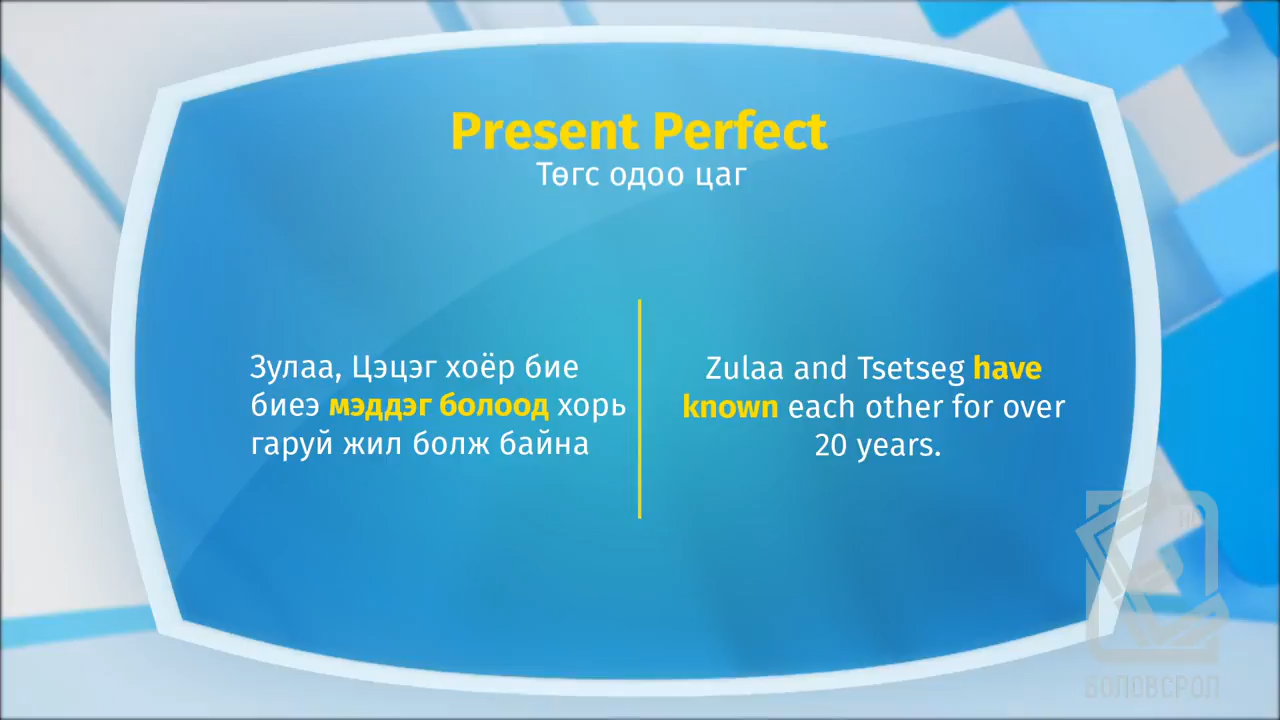 Present Perfect
Төгс одоо цаг
Зулаа, Цэцэг хоёр бие
биеэ мэддэг болоод хорь
гаруй жил болж байна
Zulaa and Tsetseg have
known each other for over
20 years.
БОЛОВСРОЛ